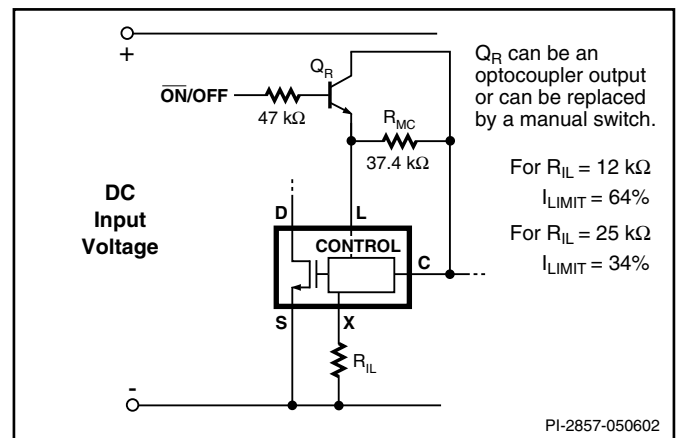 +
Q_R
ON/OFF
47 kΩ
R_MC
37.4 kΩ
Q_R can be an
optocoupler output
or can be replaced
by a manual switch.
For R_IL = 12 kΩ
I_LIMIT = 64%
For R_IL = 25 kΩ
I_LIMIT = 34%
DC
Input
Voltage
D
L
CONTROL
C
S
X
R_IL
-
PI-2857-050602